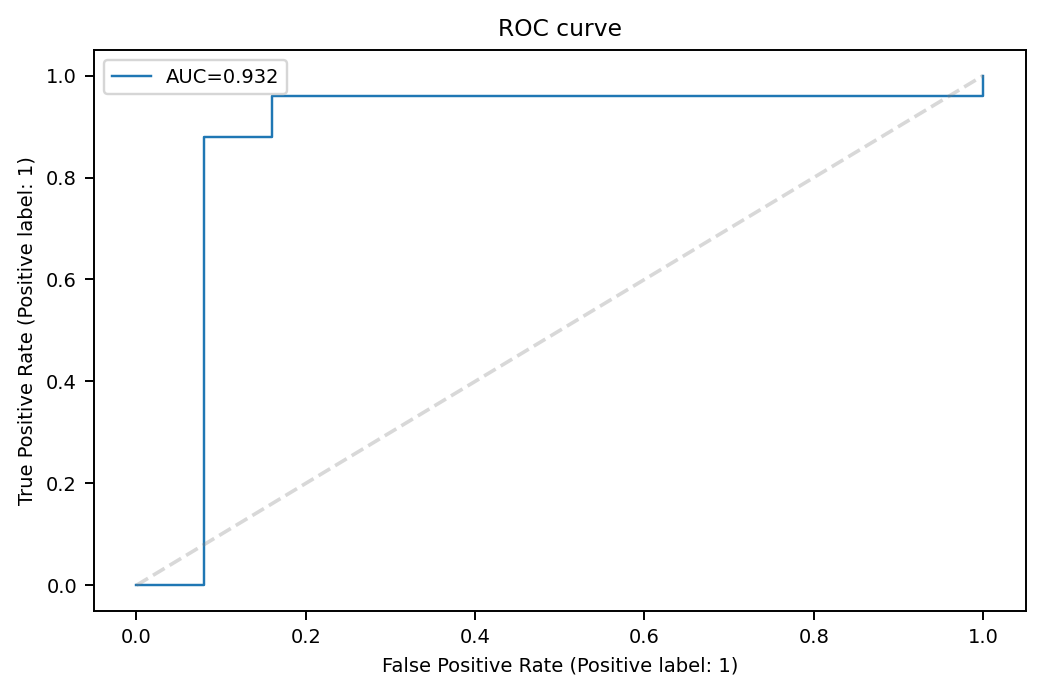 ROC curve
AUC=0.932
True Positive Rate (Positive label: 1)
1.0
0.8
0.6
0.4
0.2
0.0
0.0 0.2 0.4 0.6 0.8 1.0
False Positive Rate (Positive label: 1)